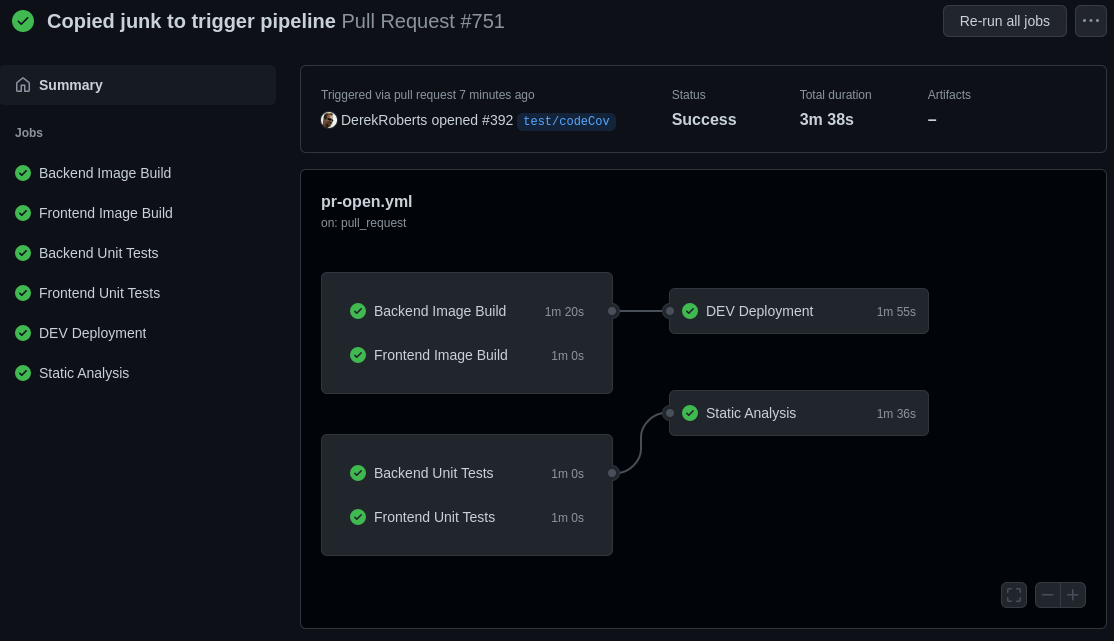 Copied junk to trigger pipeline Pull Request #751
Re-run all jobs
Summary
Jobs
Backend Image Build
Frontend Image Build
Backend Unit Tests
Frontend Unit Tests
DEV Deployment
Static Analysis
Triggered via pull request 7 minutes ago
DerekRoberts opened #392 test/codeCov
Status
Success
Total duration
3m 38s
Artifacts
–
pr-open.yml
on: pull_request
Backend Image Build 1m 20s
Frontend Image Build 1m 0s
DEV Deployment 1m 55s
Static Analysis 1m 36s
Backend Unit Tests 1m 0s
Frontend Unit Tests 1m 0s